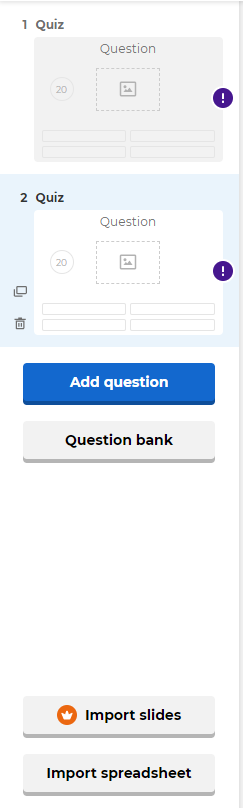 1 Quiz
Question
20
!
2 Quiz
Question
20
!
Add question
Question bank
Import slides
Import spreadsheet